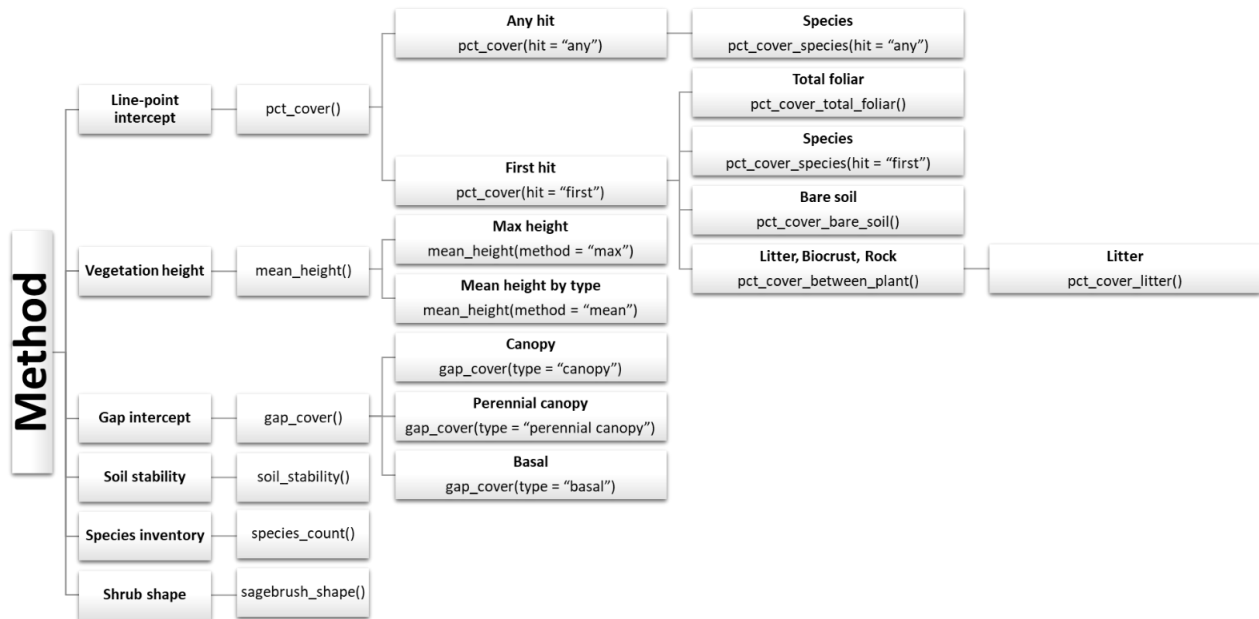 Method
Line-point
intercept
pct_cover()
Any hit
pct_cover(hit = “any”)
Species
pct_cover_species(hit = “any”)
First hit
pct_cover(hit = “first”)
Total foliar
pct_cover_total_foliar()
Species
pct_cover_species(hit = “first”)
Bare soil
pct_cover_bare_soil()
Litter, Biocrust, Rock
pct_cover_between_plant()
Litter
pct_cover_litter()
Vegetation height
mean_height()
Max height
mean_height(method = “max”)
Mean height by type
mean_height(method = “mean”)
Gap intercept
gap_cover()
Canopy
gap_cover(type = “canopy”)
Perennial canopy
gap_cover(type = “perennial canopy”)
Basal
gap_cover(type = “basal”)
Soil stability
soil_stability()
Species inventory
species_count()
Shrub shape
sagebrush_shape()